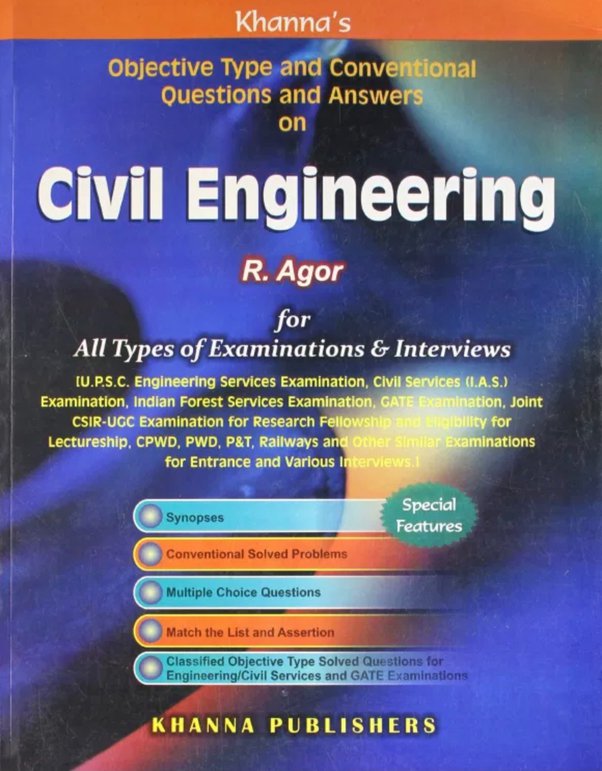 Khanna's
Objective Type and Conventional
Questions and Answers
on
Civil Engineering
R. Agor
for
All Types of Examinations & Interviews
[U.P.S.C. Engineering Services Examination, Civil Services (I.A.S.)
Examination, Indian Forest Services Examination, GATE Examination, Joint
CSIR-UGC Examination for Research Fellowship and Eligibility for
Lectureship, CPWD, PWD, P&T, Railways and Other Similar Examinations
for Entrance and Various Interviews.]
Special
Features
Synopses
Conventional Solved Problems
Multiple Choice Questions
Match the List and Assertion
Classified Objective Type Solved Questions for
Engineering/Civil Services and GATE Examinations
KHANNA PUBLISHERS